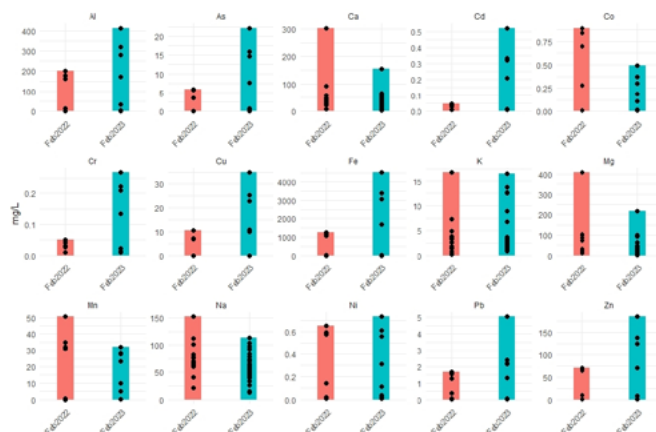 Al As Ca Cd Co
400 20 300 0.5 0.75
300 15 200 0.4 0.50
200 10 100 0.3 0.25
100 5 0 0.2 0.00
0 0 0.1
0.0
Feb2022 Feb2023 Feb2022 Feb2023 Feb2022 Feb2023 Feb2022 Feb2023 Feb2022 Feb2023
mg/L
Cr Cu Fe K Mg
0.2 30 4000 15 400
0.1 20 3000 10 300
0.0 10 2000 5 200
0 1000 0 100
0 0
Feb2022 Feb2023 Feb2022 Feb2023 Feb2022 Feb2023 Feb2022 Feb2023 Feb2022 Feb2023
Mn Na Ni Pb Zn
50 150 0.6 5 150
40 100 0.4 4 100
30 50 0.2 3 50
20 0 0.0 2 0
10 1
0 0
Feb2022 Feb2023 Feb2022 Feb2023 Feb2022 Feb2023 Feb2022 Feb2023 Feb2022 Feb2023